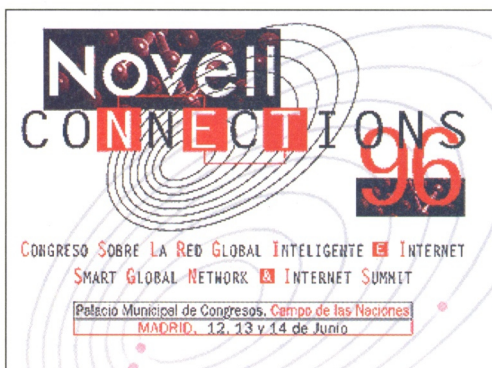 Novell
CONNECTIONS
96
CONGRESO SOBRE LA RED GLOBAL INTELIGENTE E INTERNET
SMART GLOBAL NETWORK & INTERNET SUMMIT
Palacio Municipal de Congresos. Campo de las Naciones
MADRID, 12, 13 y 14 de Junio